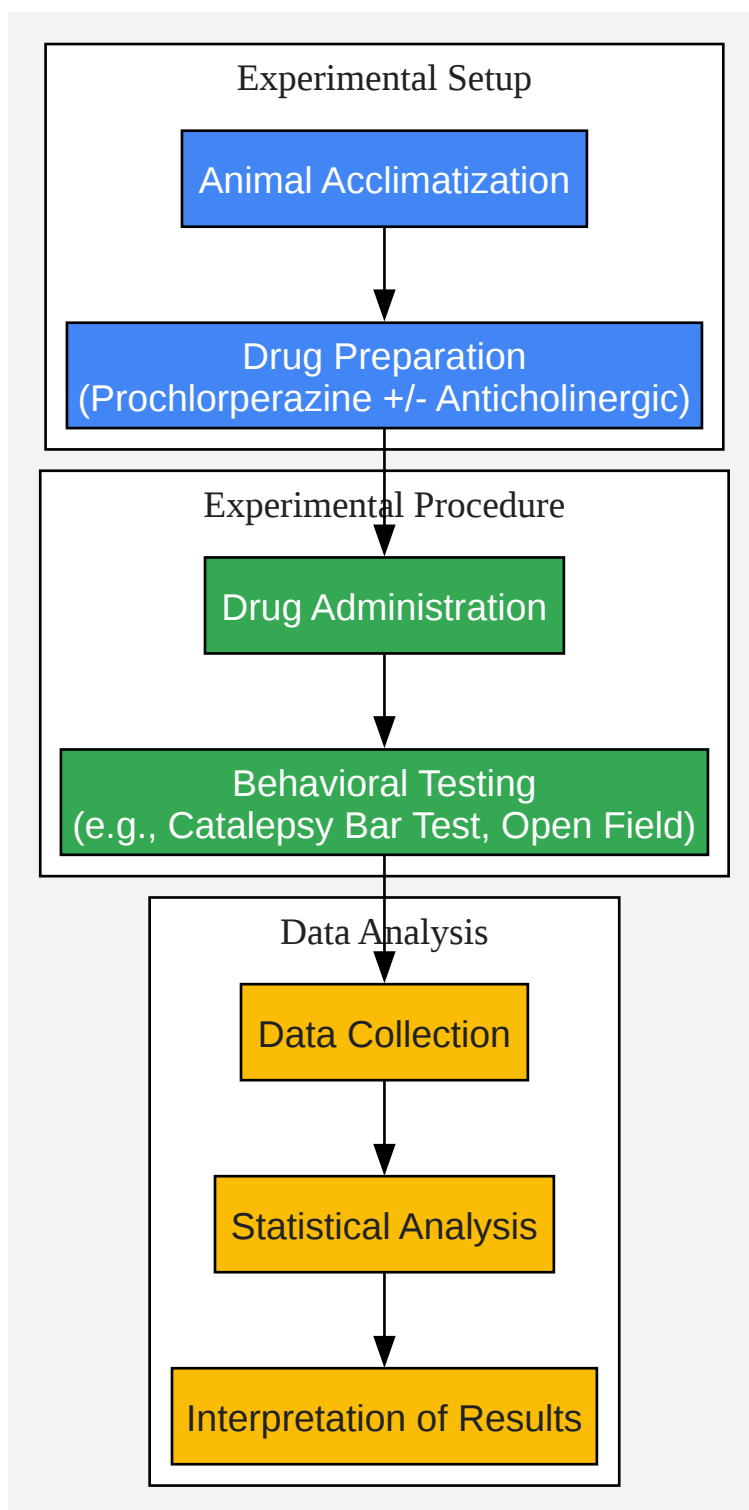 Experimental Setup
Animal Acclimatization
Drug Preparation
(Prochlorperazine +/- Anticholinergic)
Experimental Procedure
Drug Administration
Behavioral Testing
(e.g., Catalepsy Bar Test, Open Field)
Data Analysis
Data Collection
Statistical Analysis
Interpretation of Results